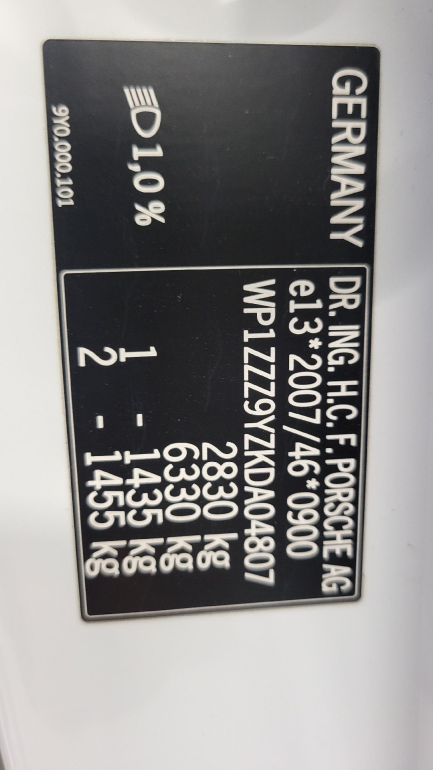 GERMANY
1,0 %
9Y0.000.101
DR. ING. H.C. F. PORSCHE AG
e13*2007/46*0900
WP1ZZZ9YZKDA04807
2830 kg
6330 kg
1 - 1435 kg
2 - 1455 kg